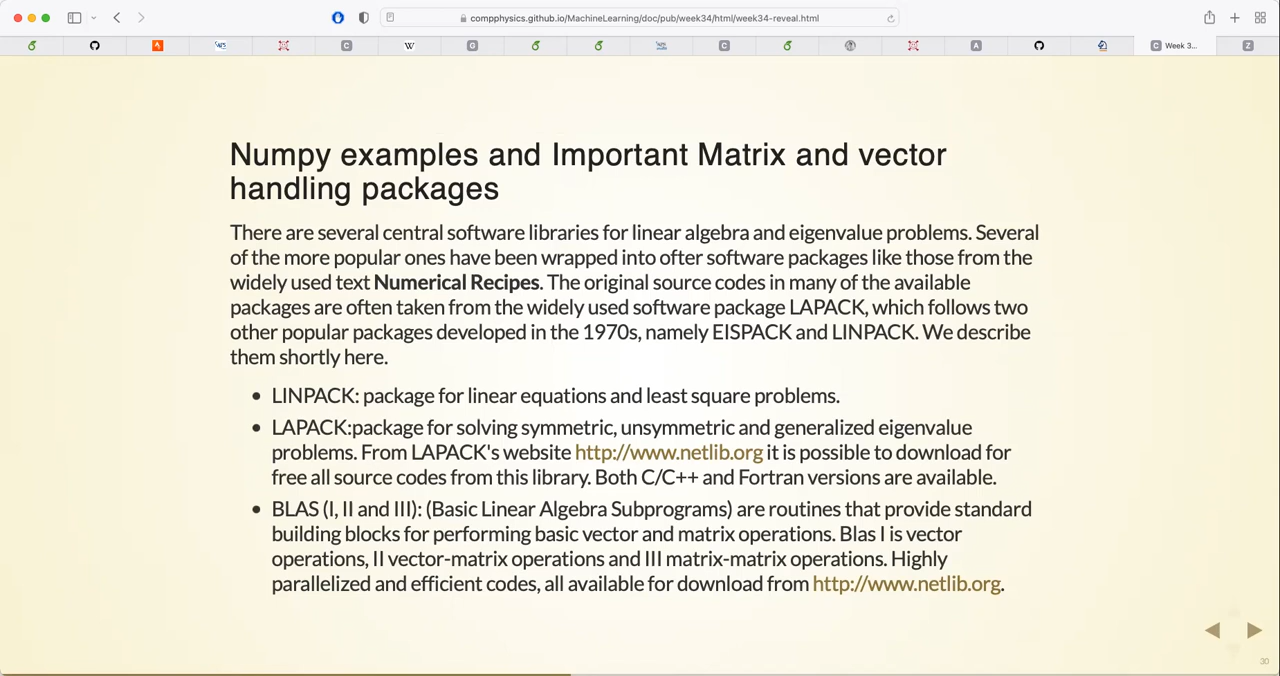 compphysics.github.io/MachineLearning/doc/pub/week34/html/week34-reveal.html
C
W
G
C
A
C Week 3...
Z
Numpy examples and Important Matrix and vector
handling packages
There are several central software libraries for linear algebra and eigenvalue problems. Several
of the more popular ones have been wrapped into ofter software packages like those from the
widely used text Numerical Recipes. The original source codes in many of the available
packages are often taken from the widely used software package LAPACK, which follows two
other popular packages developed in the 1970s, namely EISPACK and LINPACK. We describe
them shortly here.
• LINPACK: package for linear equations and least square problems.
• LAPACK:package for solving symmetric, unsymmetric and generalized eigenvalue
problems. From LAPACK's website http://www.netlib.org it is possible to download for
free all source codes from this library. Both C/C++ and Fortran versions are available.
• BLAS (I, II and III): (Basic Linear Algebra Subprograms) are routines that provide standard
building blocks for performing basic vector and matrix operations. Blas I is vector
operations, II vector-matrix operations and III matrix-matrix operations. Highly
parallelized and efficient codes, all available for download from http://www.netlib.org.
30